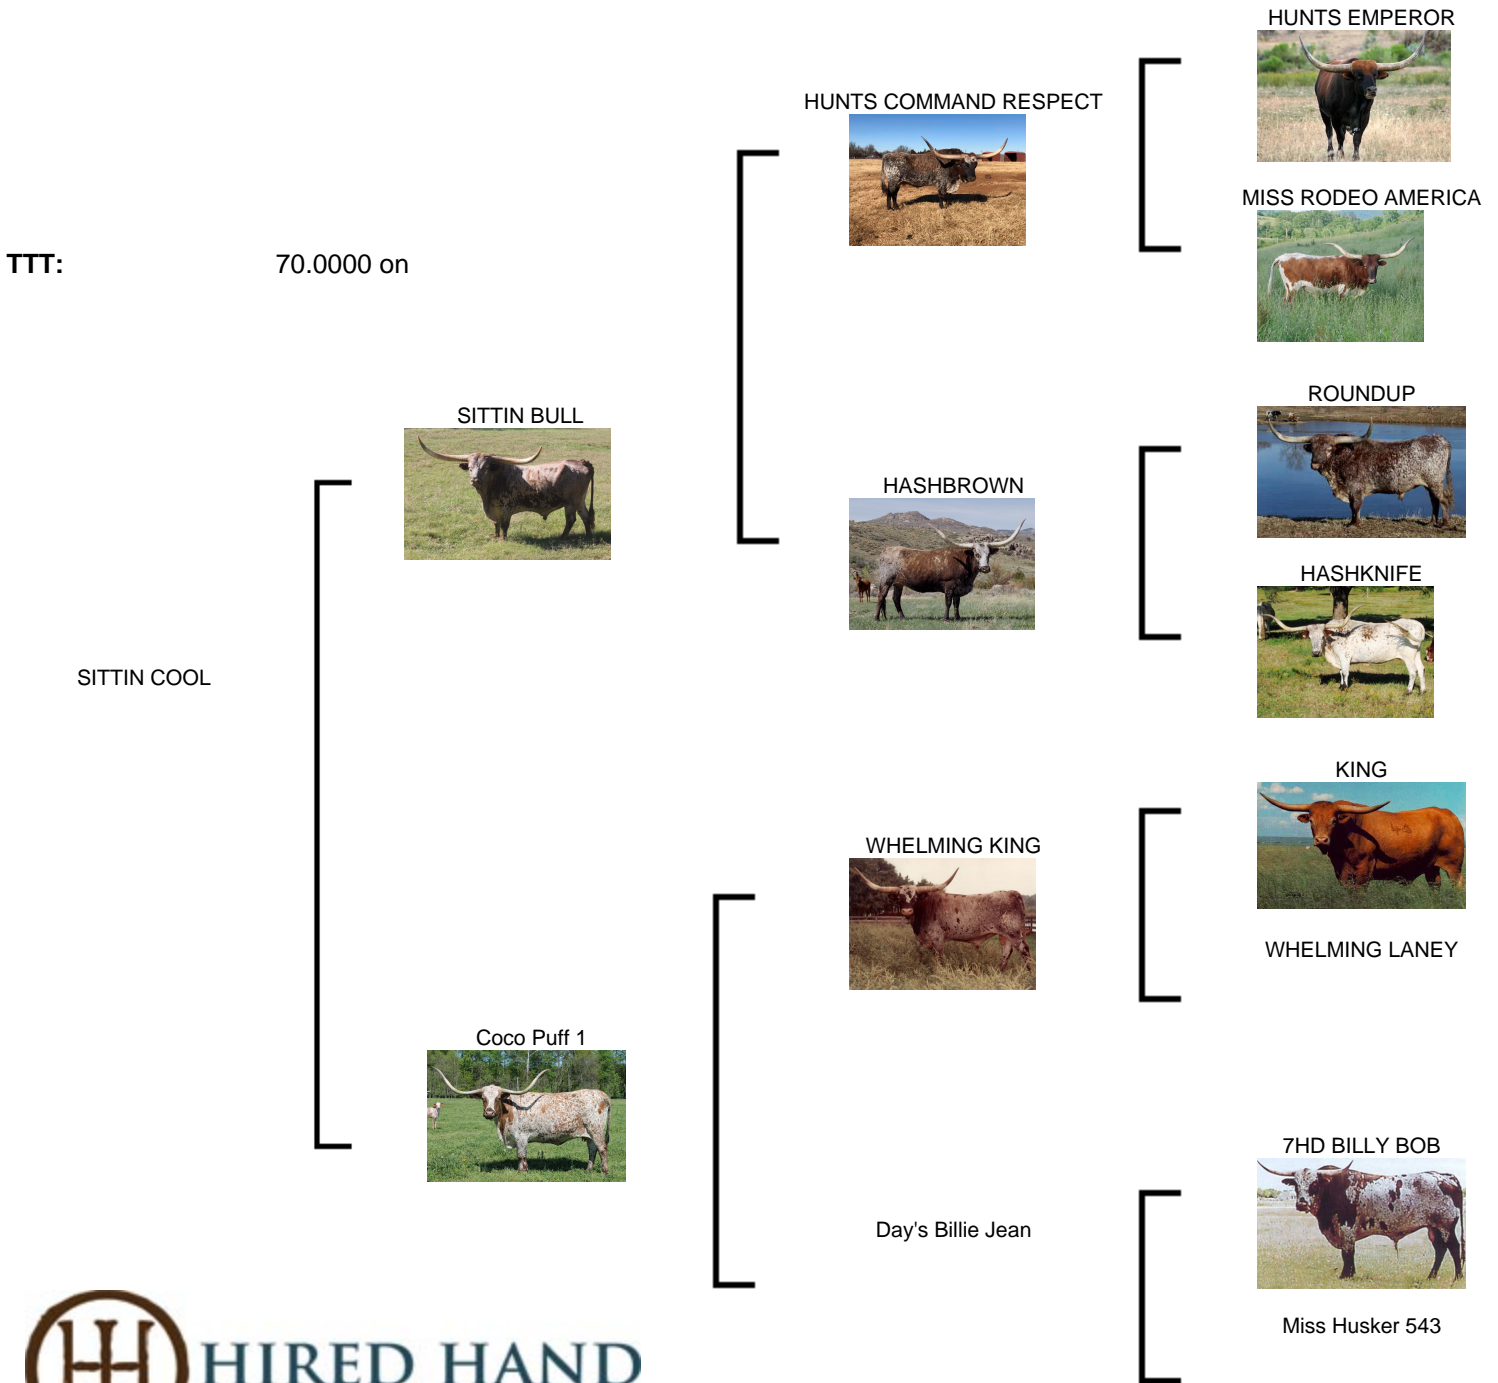 HUNTS EMPEROR
HUNTS COMMAND RESPECT
MISS RODEO AMERICA
TTT: 70.0000 on
ROUNDUP
SITTIN BULL
HASHBROWN
HASHKNIFE
SITTIN COOL
KING
WHELMING KING
WHELMING LANEY
Coco Puff 1
7HD BILLY BOB
Day's Billie Jean
Miss Husker 543
HIRED HAND